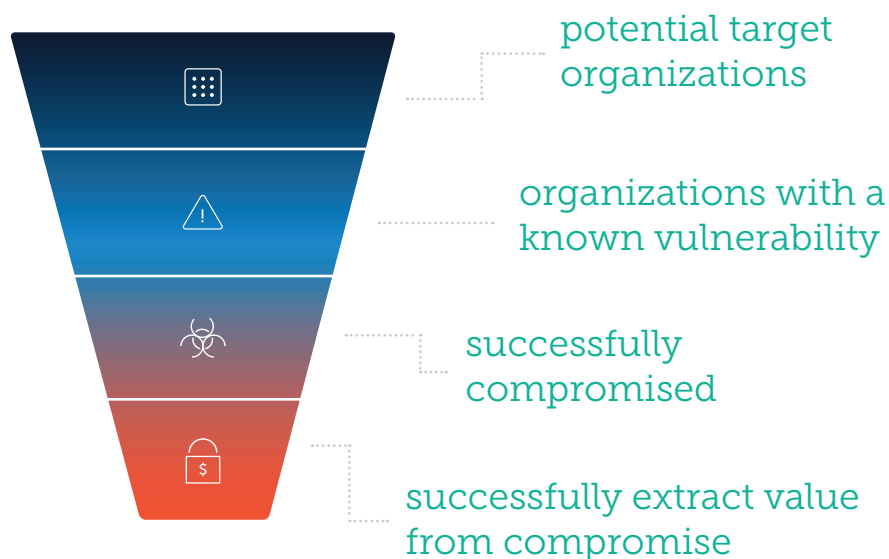 potential target
organizations
!
organizations with a
known vulnerability
successfully
compromised
$
successfully extract value
from compromise